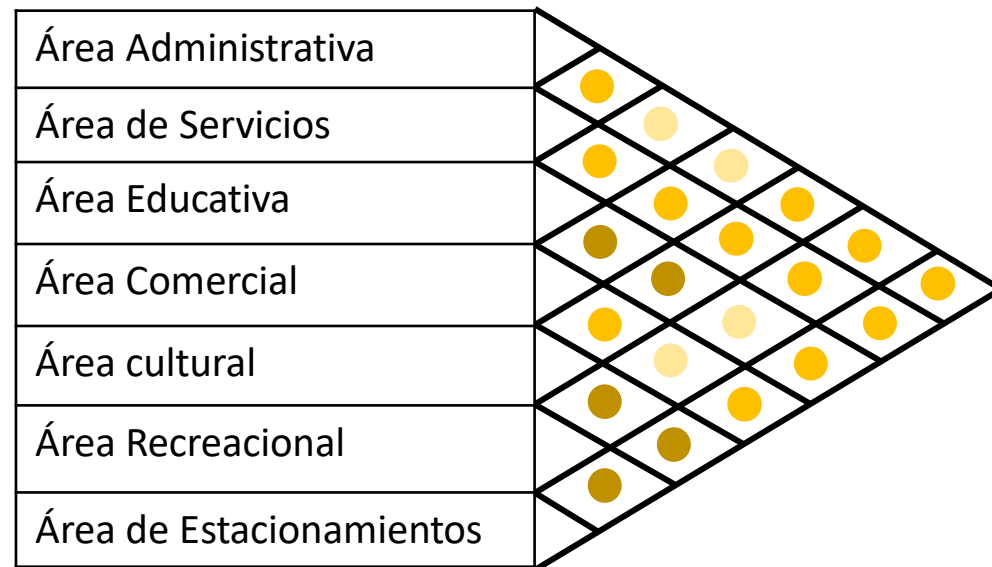 Área Administrativa
Área de Servicios
Área Educativa
Área Comercial
Área cultural
Área Recreacional
Área de Estacionamientos